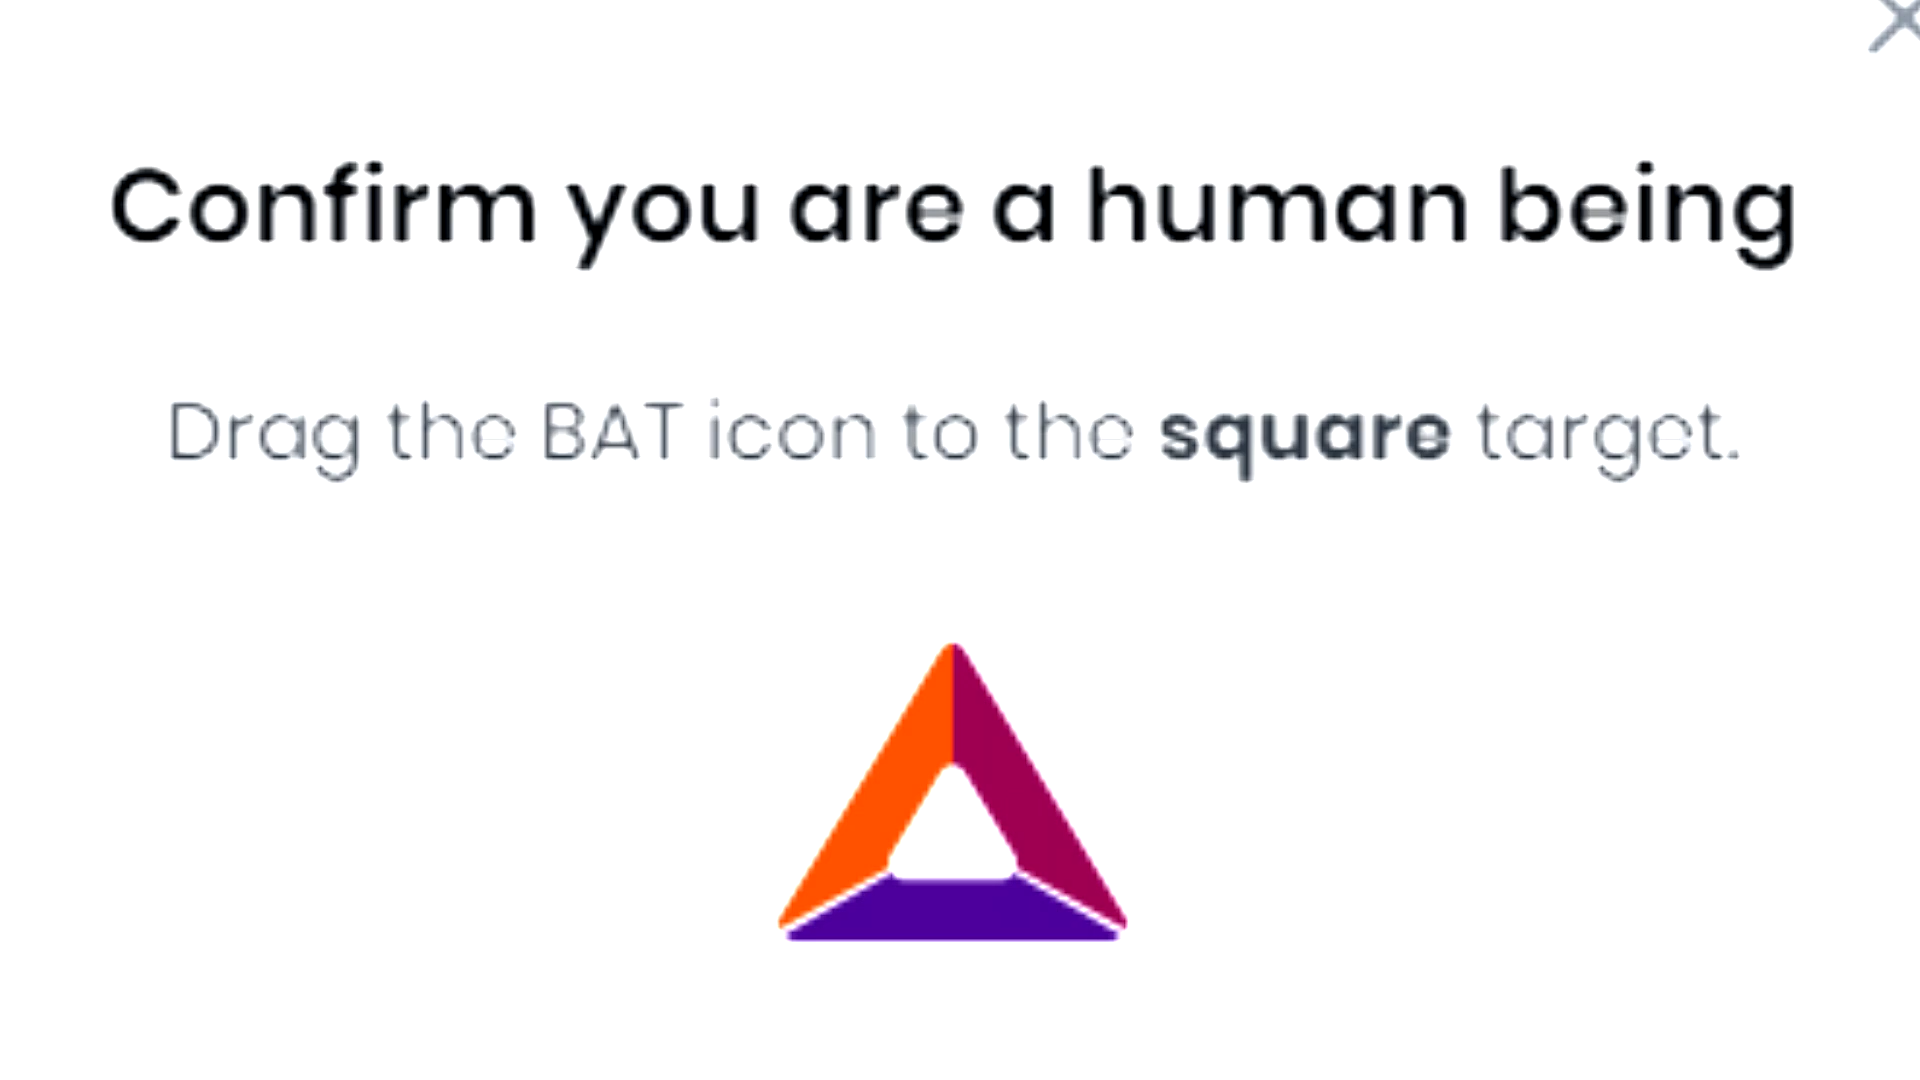 Confirm you are a human being
Drag the BAT icon to the square target.